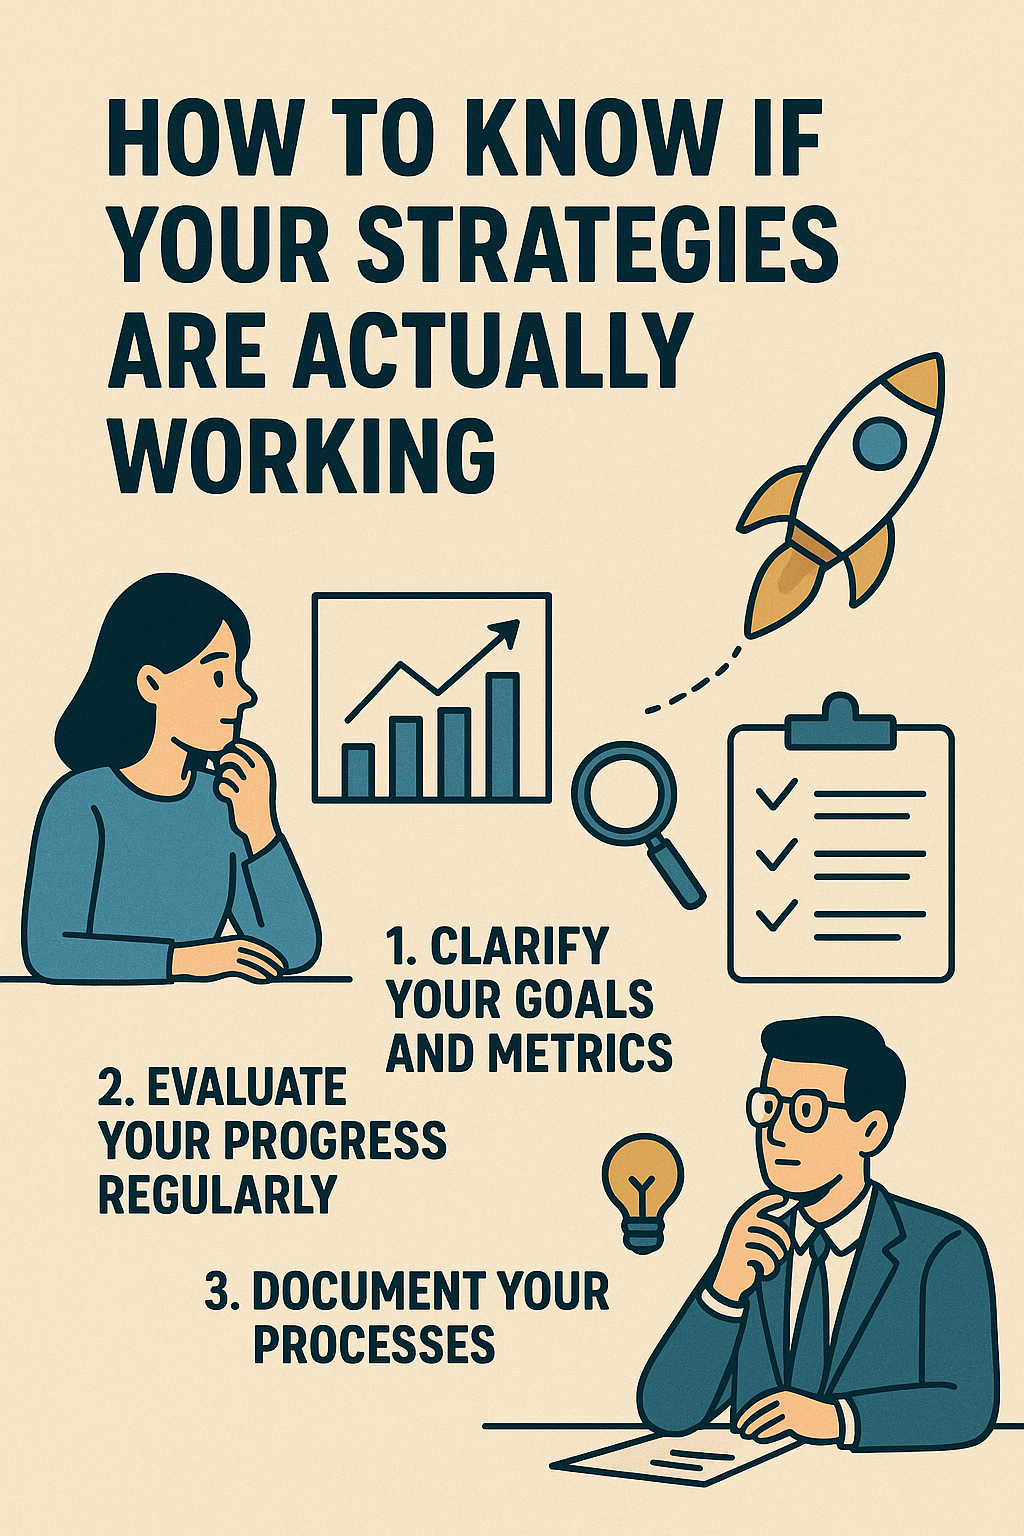 HOW TO KNOW IF
YOUR STRATEGIES
ARE ACTUALLY
WORKING
1. CLARIFY
YOUR GOALS
AND METRICS
2. EVALUATE
YOUR PROGRESS
REGULARLY
3. DOCUMENT YOUR
PROCESSES